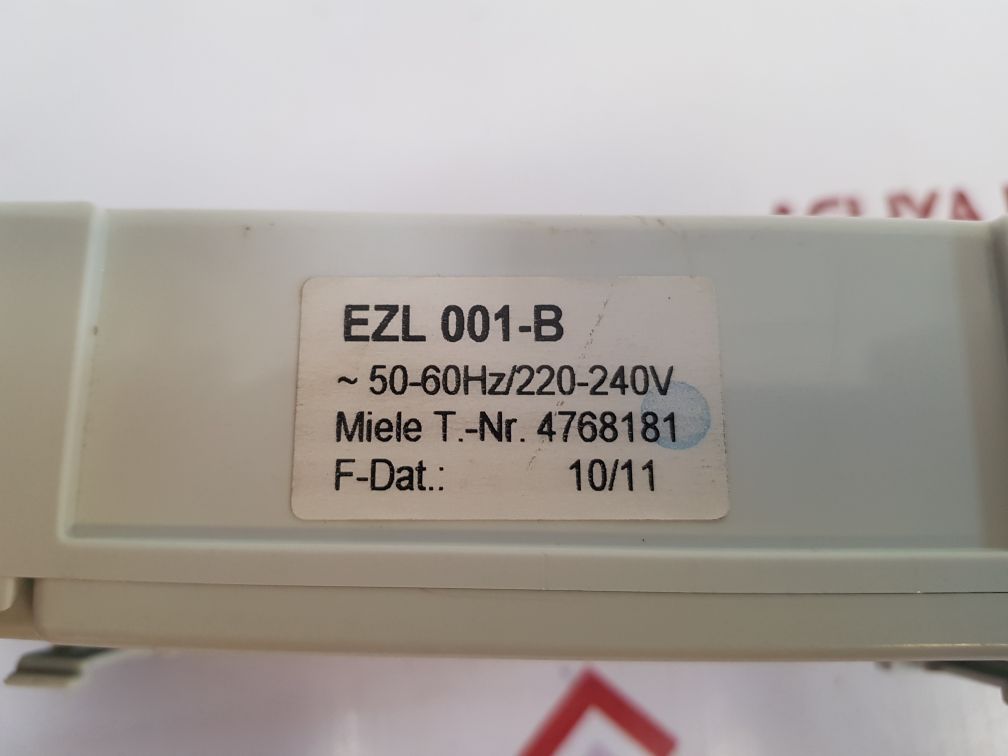 EZL 001-B
~ 50-60Hz/220-240V
Miele T.-Nr. 4768181
F-Dat.: 10/11